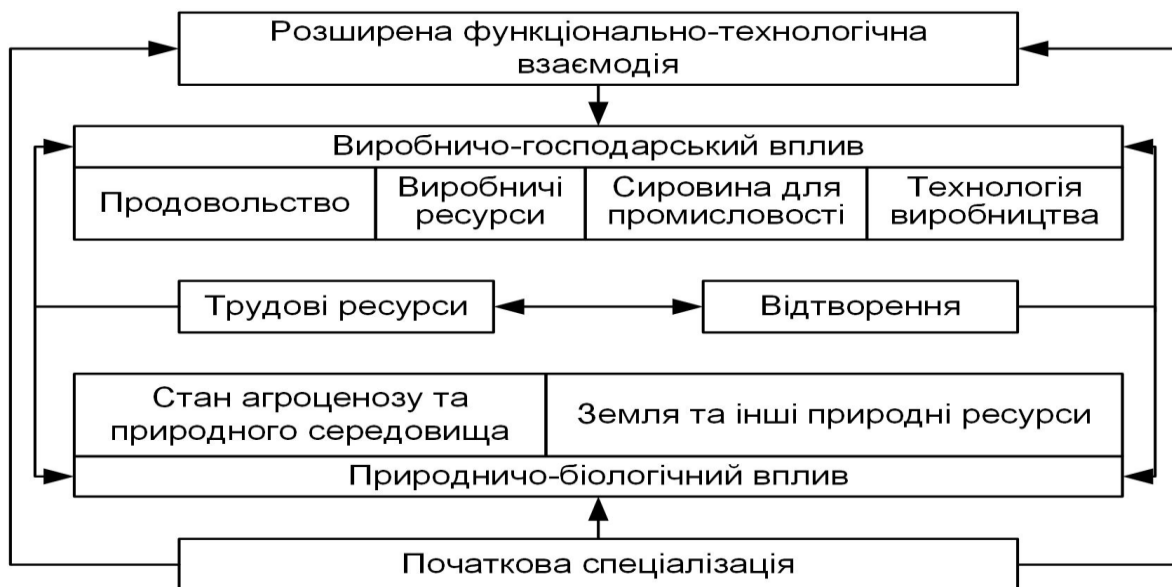 Розширена функціонально-технологічна
взаємодія
Виробничо-господарський вплив
Продовольство
Виробничі
ресурси
Сировина для
промисловості
Технологія
виробництва
Трудові ресурси
Відтворення
Стан агроценозу та
природного середовища
Земля та інші природні ресурси
Природничо-біологічний вплив
Початкова спеціалізація